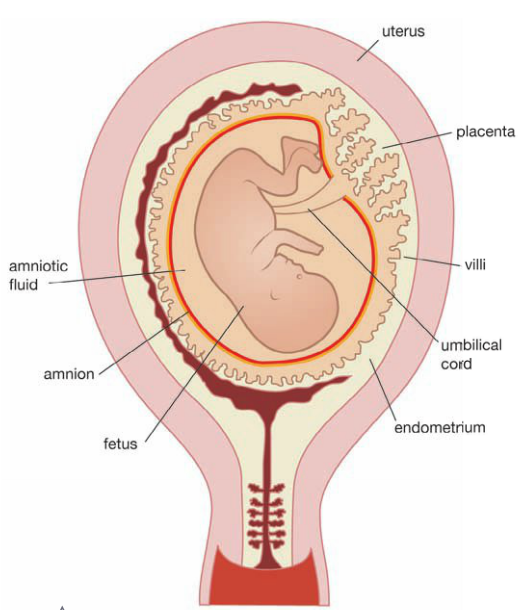 uterus
placenta
villi
amniotic
fluid
umbilical
cord
amnion
endometrium
fetus